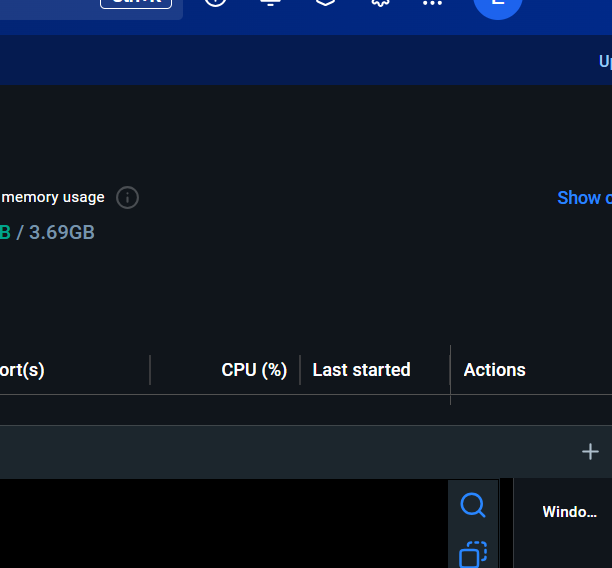 Ctrl+K
E
Up
memory usage
B / 3.69GB
Show c
ort(s)
CPU (%)
Last started
Actions
Windo...